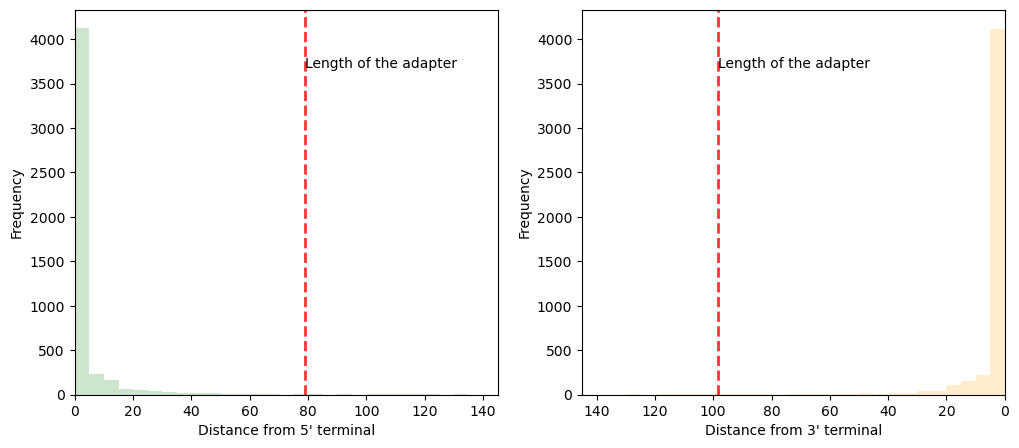 4000
3500
3000
2500
2000
1500
1000
500
0
Frequency
Length of the adapter
0 20 40 60 80 100 120 140
Distance from 5' terminal
4000
3500
3000
2500
2000
1500
1000
500
0
Frequency
Length of the adapter
140 120 100 80 60 40 20 0
Distance from 3' terminal